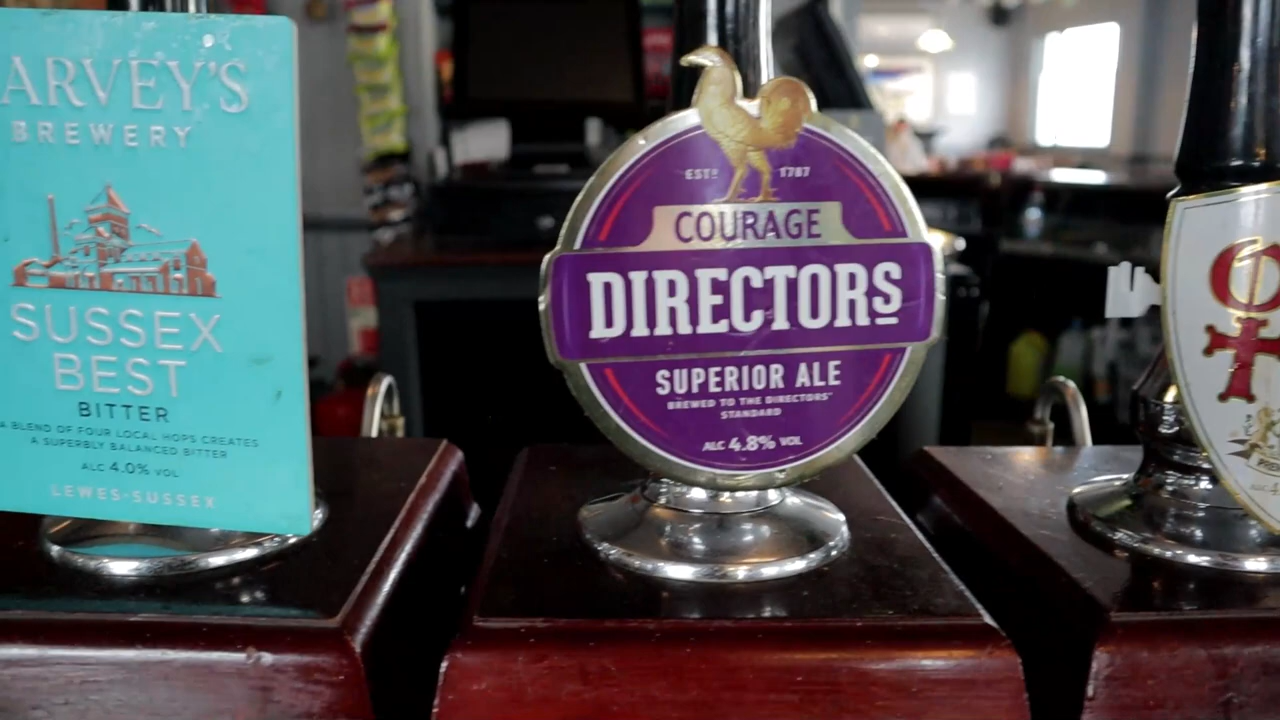 ARVEY'S
BREWERY
SUSSEX
BEST
BITTER
A BLEND OF FOUR LOCAL HOPS CREATES
A SUPERBLY BALANCED BITTER
ALC 4.0% VOL
LEWES-SUSSEX
ESTD 1787
COURAGE
DIRECTORS
SUPERIOR ALE
BREWED TO THE DIRECTORS'
STANDARD
ALC 4.8% VOL